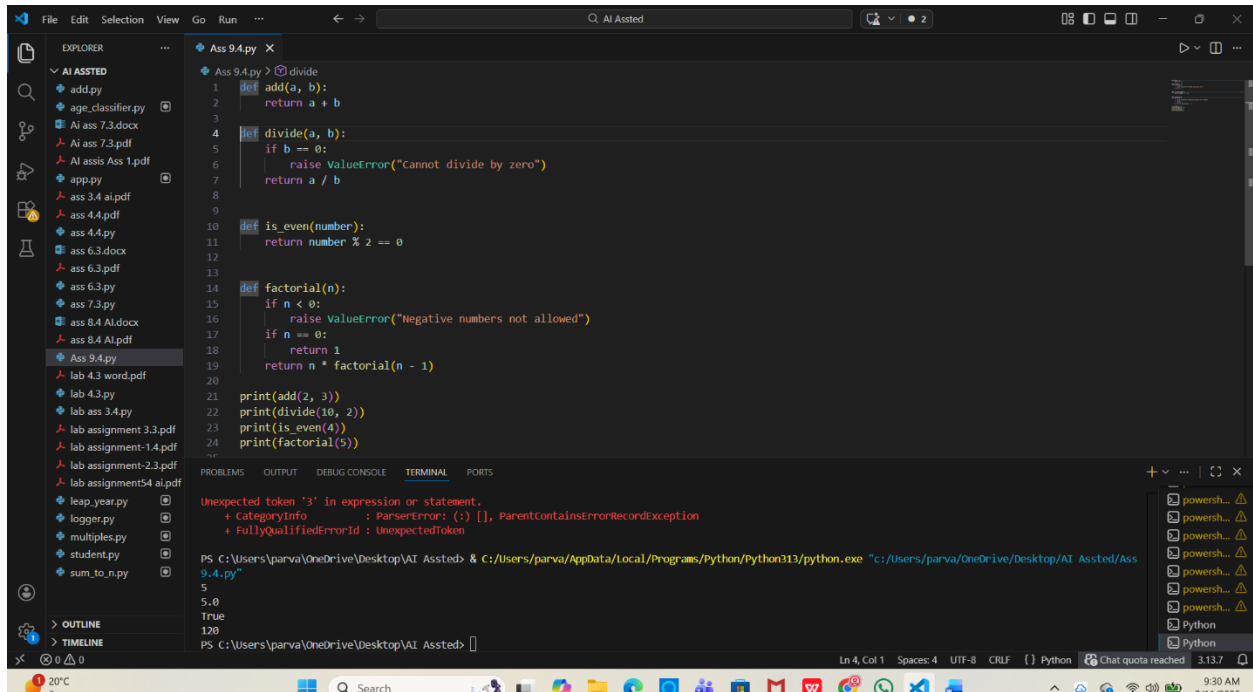 File Edit Selection View Go Run ··· ← → AI Assted 2
EXPLORER ···
AI ASSTED
add.py
age_classifier.py
Ai ass 7.3.docx
Ai ass 7.3.pdf
AI assis Ass 1.pdf
app.py
ass 3.4 ai.pdf
ass 4.4.pdf
ass 4.4.py
ass 6.3.docx
ass 6.3.pdf
ass 6.3.py
ass 7.3.py
ass 8.4 AI.docx
ass 8.4 AI.pdf
Ass 9.4.py
lab 4.3 word.pdf
lab 4.3.py
lab ass 3.4.py
lab assignment 3.3.pdf
lab assignment-1.4.pdf
lab assignment-2.3.pdf
lab assignment54 ai.pdf
leap_year.py
logger.py
multiples.py
student.py
sum_to_n.py
OUTLINE
TIMELINE
Ass 9.4.py ×
Ass 9.4.py > divide
1 def add(a, b):
2     return a + b
3
4 def divide(a, b):
5     if b == 0:
6         raise ValueError("Cannot divide by zero")
7     return a / b
8
9
10 def is_even(number):
11     return number % 2 == 0
12
13
14 def factorial(n):
15     if n < 0:
16         raise ValueError("Negative numbers not allowed")
17     if n == 0:
18         return 1
19     return n * factorial(n - 1)
20
21 print(add(2, 3))
22 print(divide(10, 2))
23 print(is_even(4))
24 print(factorial(5))
PROBLEMS OUTPUT DEBUG CONSOLE TERMINAL PORTS
Unexpected token '3' in expression or statement.
    + CategoryInfo          : ParserError: (:) [], ParentContainsErrorRecordException
    + FullyQualifiedErrorId : UnexpectedToken
PS C:\Users\parva\OneDrive\Desktop\AI Assted> & C:/Users/parva/AppData/Local/Programs/Python/Python313/python.exe "c:/Users/parva/OneDrive/Desktop/AI Assted/Ass
9.4.py"
5
5.0
True
120
PS C:\Users\parva\OneDrive\Desktop\AI Assted>
powersh...
powersh...
powersh...
powersh...
powersh...
powersh...
powersh...
Python
Python
1
0 0 Ln 4, Col 1 Spaces: 4 UTF-8 CRLF {} Python Chat quota reached 3.13.7
1 20°C Search 9:30 AM